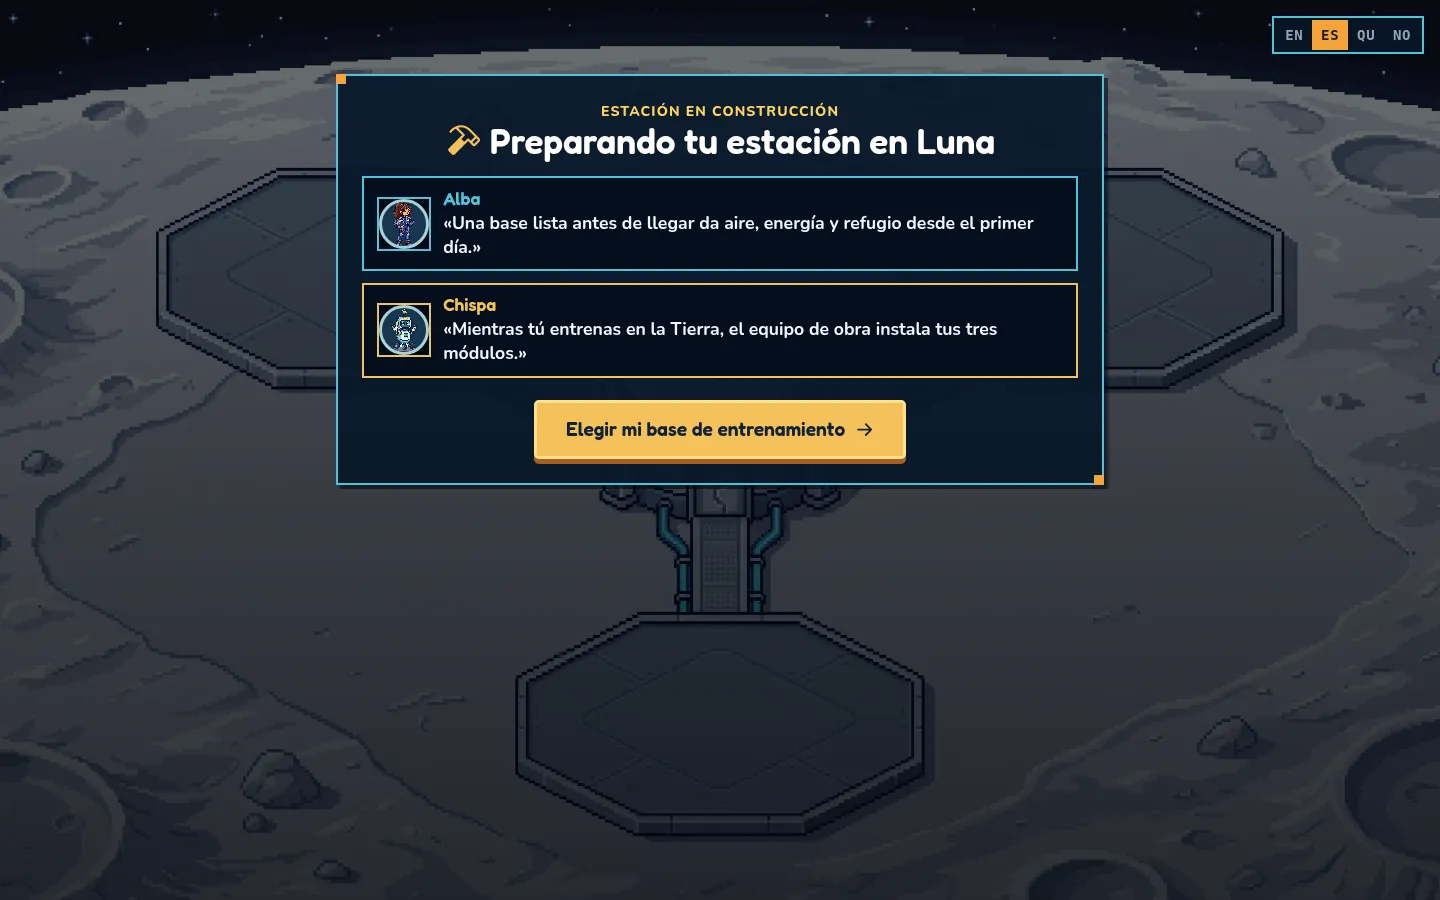 EN ES QU NO
ESTACIÓN EN CONSTRUCCIÓN
Preparando tu estación en Luna
Alba
«Una base lista antes de llegar da aire, energía y refugio desde el primer
día.»
Chispa
«Mientras tú entrenas en la Tierra, el equipo de obra instala tus tres
módulos.»
Elegir mi base de entrenamiento →